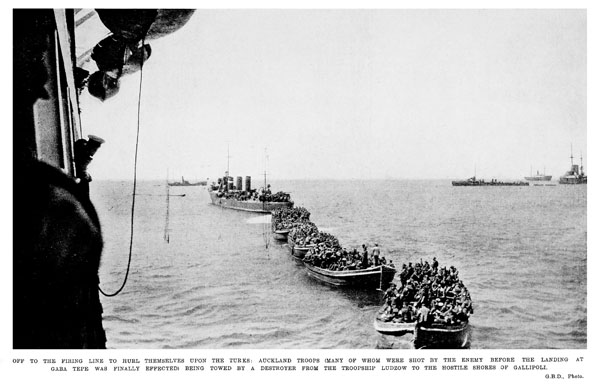 OFF TO THE FIRING LINE TO HURL THEMSELVES UPON THE TURKS: AUCKLAND TROOPS (MANY OF WHOM WERE SHOT BY THE ENEMY BEFORE THE LANDING AT
GABA TEPE WAS FINALLY EFFECTED) BEING TOWED BY A DESTROYER FROM THE TROOPSHIP LUDZOW TO THE HOSTILE SHORES OF GALLIPOLI.
G.B.D., Photo.